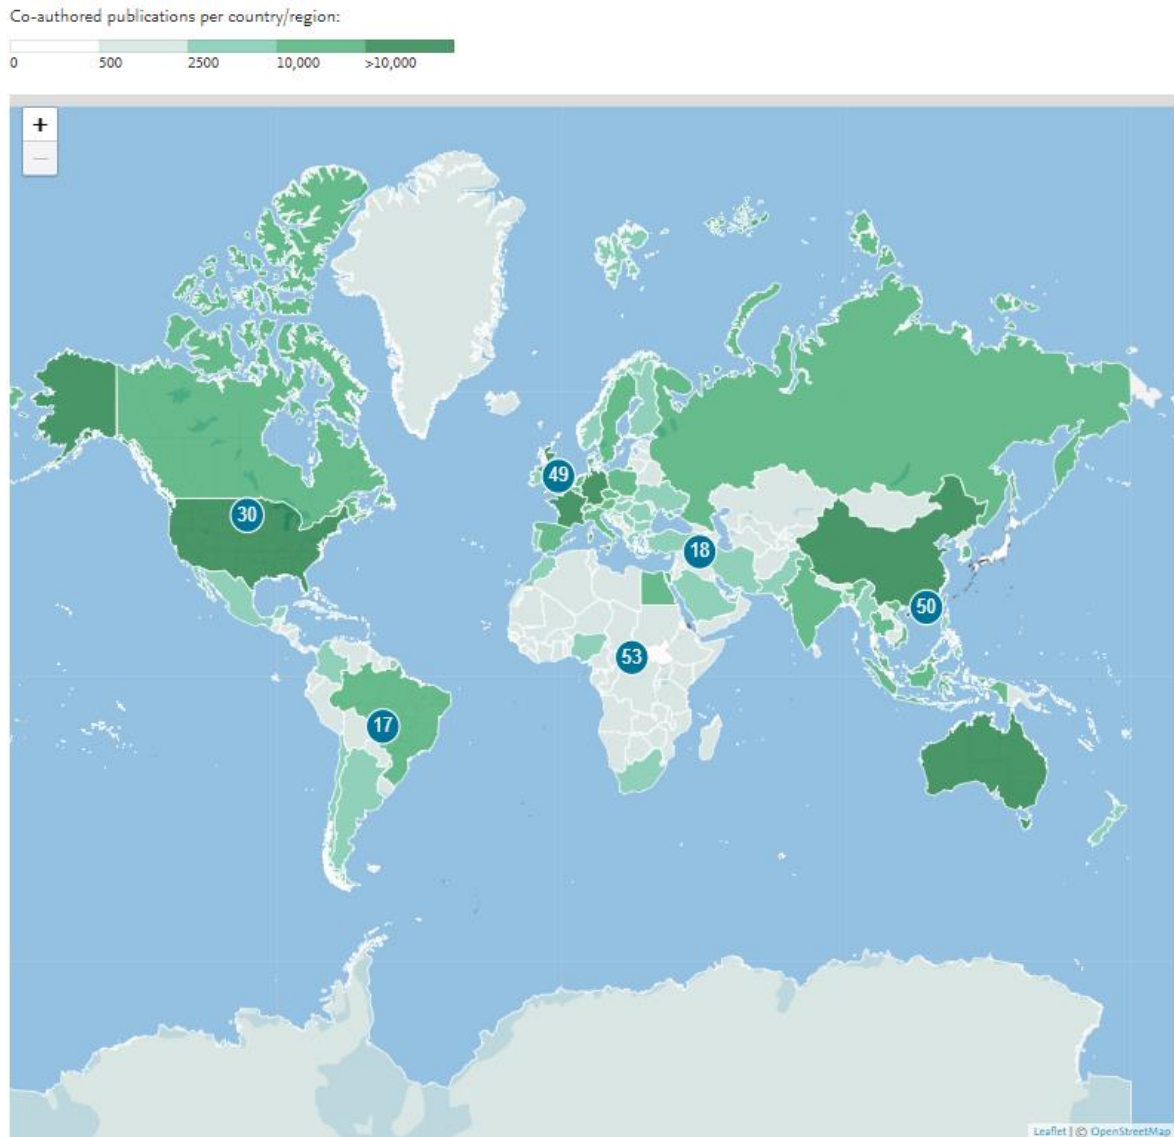 Co-authored publications per country/region:
0 500 2500 10,000 >10,000
+
−
49
30
18
50
53
17
Leaflet | © OpenStreetMap